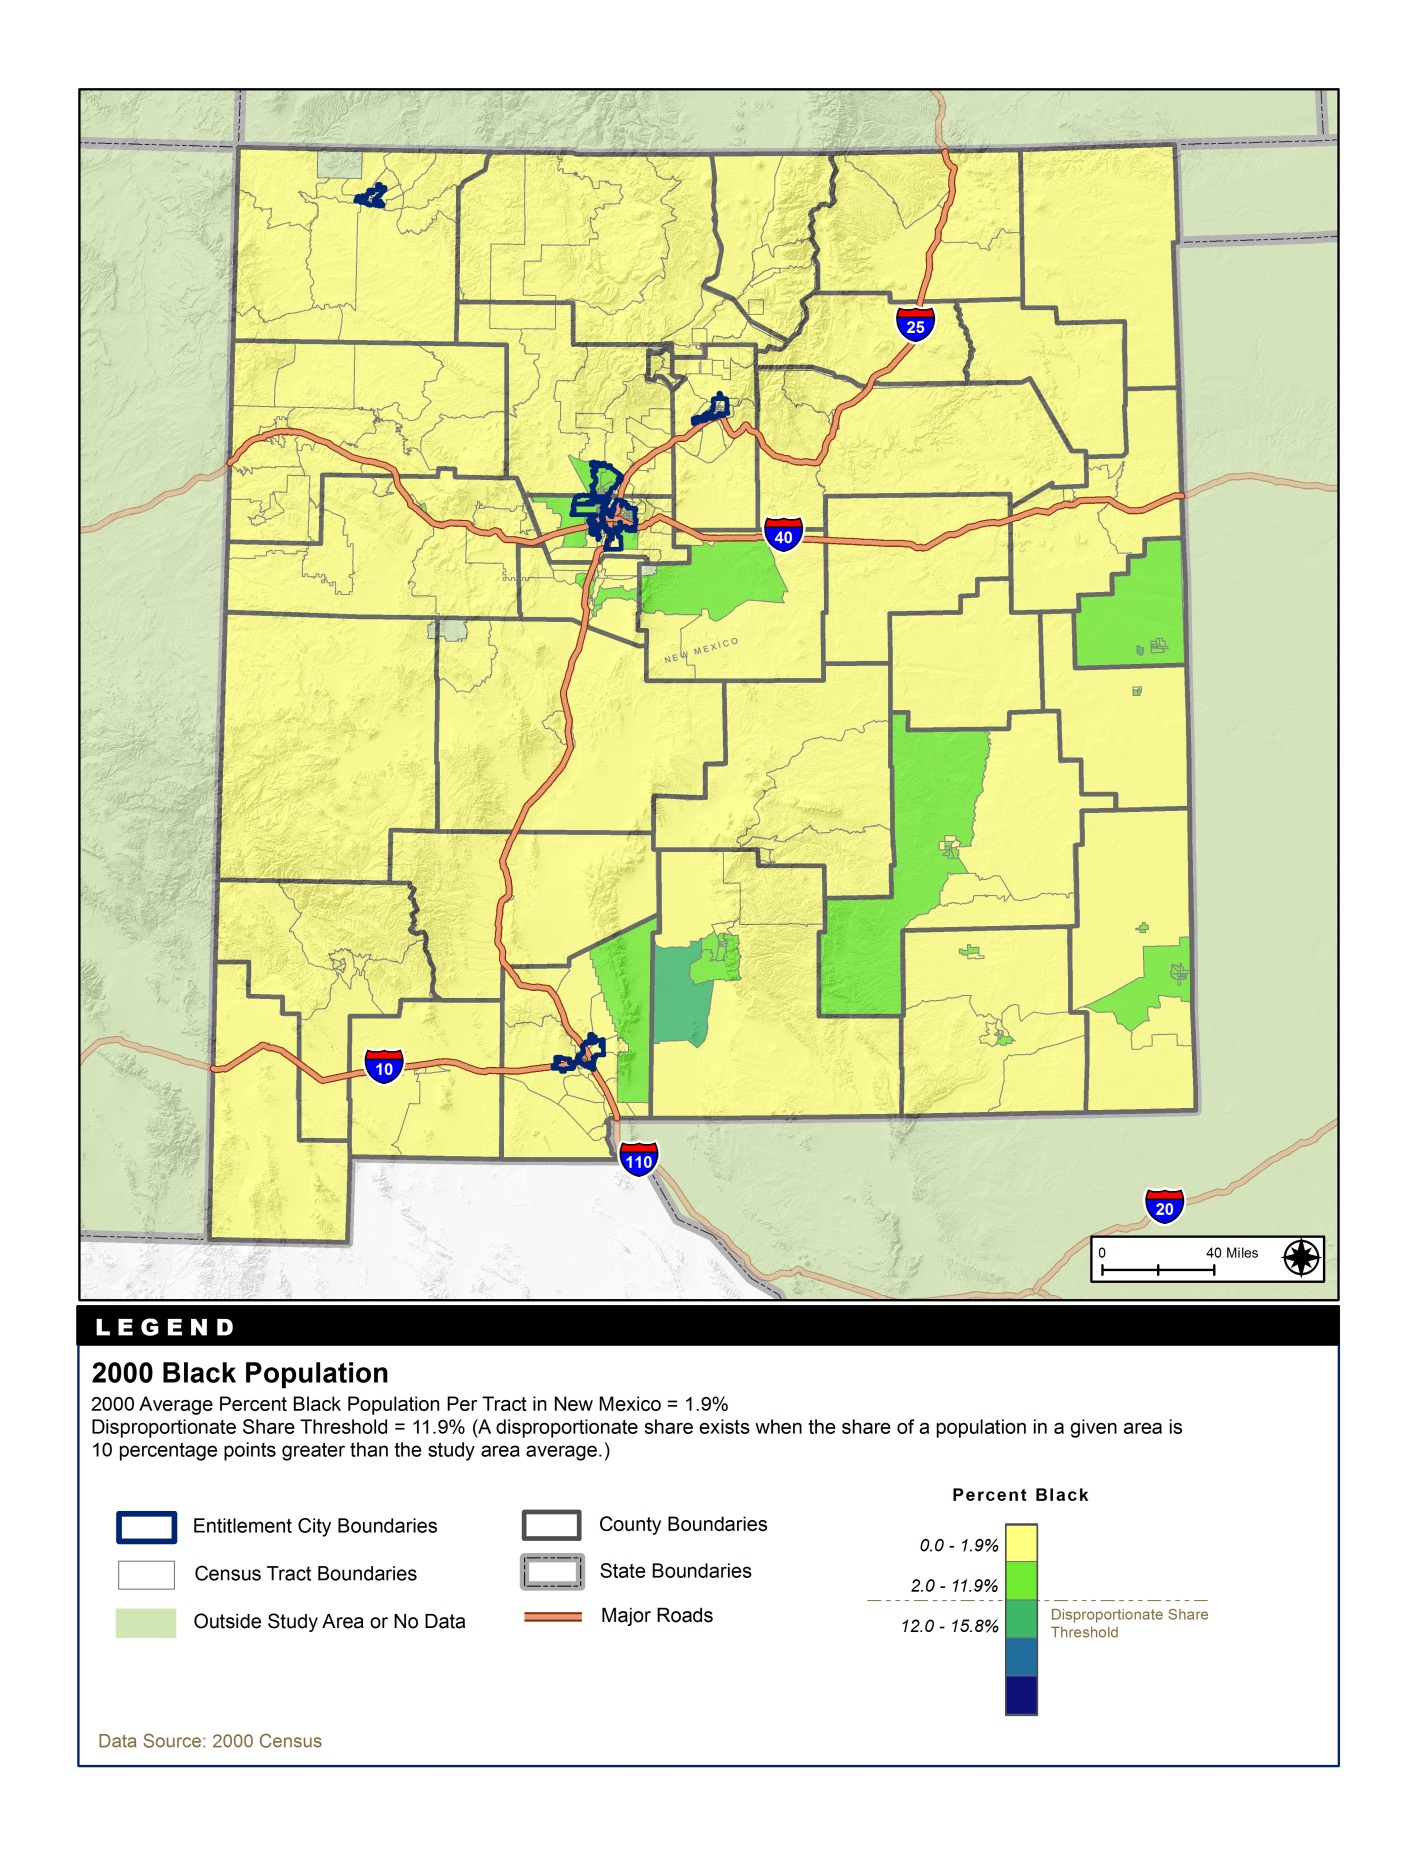 25
40
NEW MEXICO
10
110
20
0 40 Miles
LEGEND
2000 Black Population
2000 Average Percent Black Population Per Tract in New Mexico = 1.9%
Disproportionate Share Threshold = 11.9% (A disproportionate share exists when the share of a population in a given area is
10 percentage points greater than the study area average.)
Entitlement City Boundaries
Census Tract Boundaries
Outside Study Area or No Data
County Boundaries
State Boundaries
Major Roads
Percent Black
0.0 - 1.9%
2.0 - 11.9%
12.0 - 15.8%
Disproportionate Share
Threshold
Data Source: 2000 Census